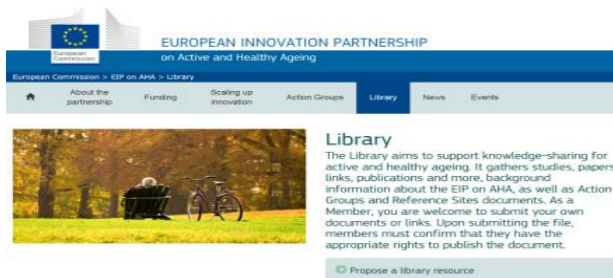 EUROPEAN INNOVATION PARTNERSHIP
on Active and Healthy Ageing
European
Commission
European Commission > EIP on AHA > Library
About the
partnership
Funding
Scaling up
innovation
Action Groups
Library
News
Events
Library
The Library aims to support knowledge-sharing for
active and healthy ageing. It gathers studies, papers,
links, publications and more, background
information about the EIP on AHA, as well as Action
Groups and Reference Sites documents. As a
Member, you are welcome to submit your own
documents or links. Upon submitting the file,
members must confirm that they have the
appropriate rights to publish the document.
Propose a library resource